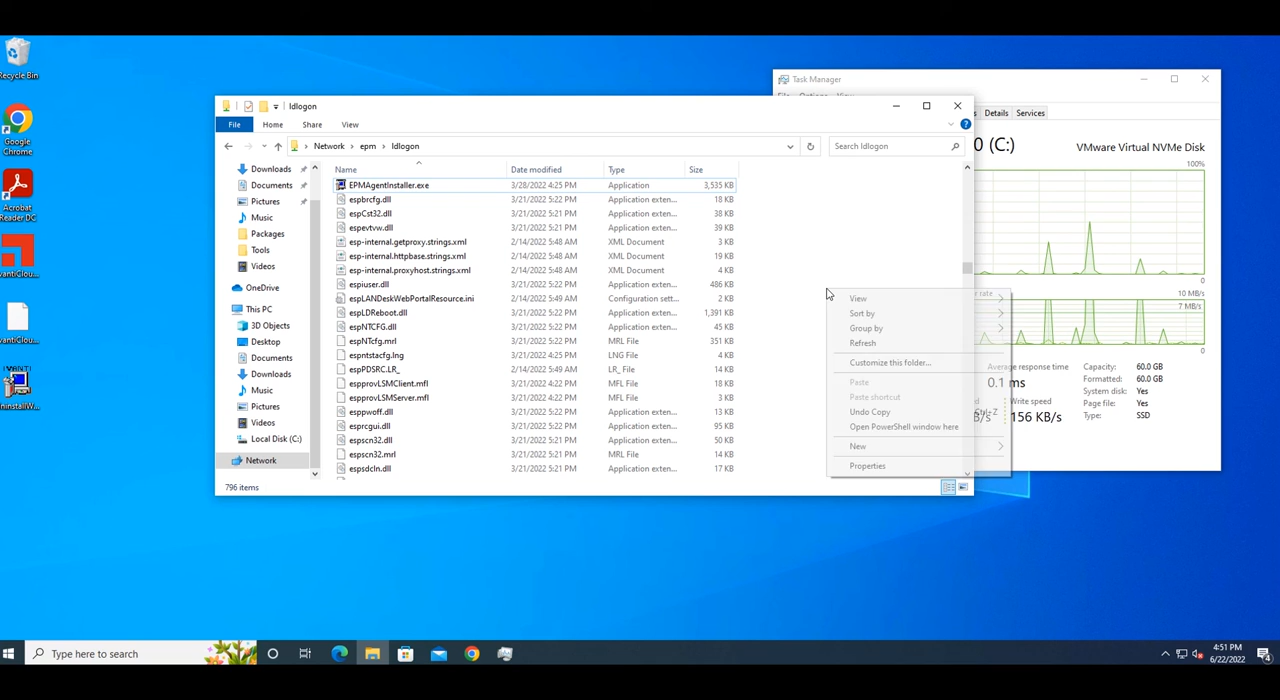 Recycle Bin
Google
Chrome
Acrobat
Reader DC
vantiClou...
vantiClou...
ninstallW...
Task Manager
Details
Services
0 (C:)
VMware Virtual NVMe Disk
100%
10 MB/s
7 MB/s
Average response time
0.1 ms
Write speed
156 KB/s
Capacity: 60.0 GB
Formatted: 60.0 GB
System disk: Yes
Page file: Yes
Type: SSD
ldlogon
File
Home
Share
View
Network
epm
ldlogon
Search ldlogon
Name
Date modified
Type
Size
Downloads
Documents
Pictures
Music
Packages
Tools
Videos
OneDrive
This PC
3D Objects
Desktop
Documents
Downloads
Music
Pictures
Videos
Local Disk (C:)
Network
EPMAgentInstaller.exe 3/28/2022 4:25 PM Application 3,535 KB
espbrcfg.dll 3/21/2022 5:22 PM Application exten... 18 KB
espCst32.dll 3/21/2022 5:21 PM Application exten... 38 KB
espevtvw.dll 3/21/2022 5:21 PM Application exten... 39 KB
esp-internal.getproxy.strings.xml 2/14/2022 5:48 AM XML Document 3 KB
esp-internal.httpbase.strings.xml 2/14/2022 5:48 AM XML Document 19 KB
esp-internal.proxyhost.strings.xml 2/14/2022 5:48 AM XML Document 4 KB
espiuser.dll 3/21/2022 5:22 PM Application exten... 486 KB
espLANDeskWebPortalResource.ini 2/14/2022 5:49 AM Configuration sett... 2 KB
espLDReboot.dll 3/21/2022 5:22 PM Application exten... 1,391 KB
espNTCFG.dll 3/21/2022 5:22 PM Application exten... 45 KB
espNTcfg.mrl 3/21/2022 5:22 PM MRL File 351 KB
espntstacfg.lng 3/21/2022 5:21 PM LNG File 4 KB
espPDSRC.LR_ 2/14/2022 5:49 AM LR_ File 14 KB
espprovLSMClient.mfl 3/21/2022 4:22 PM MFL File 18 KB
espprovLSMServer.mfl 3/21/2022 4:22 PM MFL File 3 KB
esppwoff.dll 3/21/2022 5:22 PM Application exten... 13 KB
esprcgui.dll 3/21/2022 5:22 PM Application exten... 95 KB
espscn32.dll 3/21/2022 5:21 PM Application exten... 50 KB
espscn32.mrl 3/21/2022 5:21 PM MRL File 154 KB
espsdcln.dll 3/21/2022 5:21 PM Application exten... 17 KB
796 items
View
Sort by
Group by
Refresh
Customize this folder...
Paste
Paste shortcut
Undo Copy Ctrl+Z
Open PowerShell window here
New
Properties
Type here to search
4:51 PM
6/22/2022
4